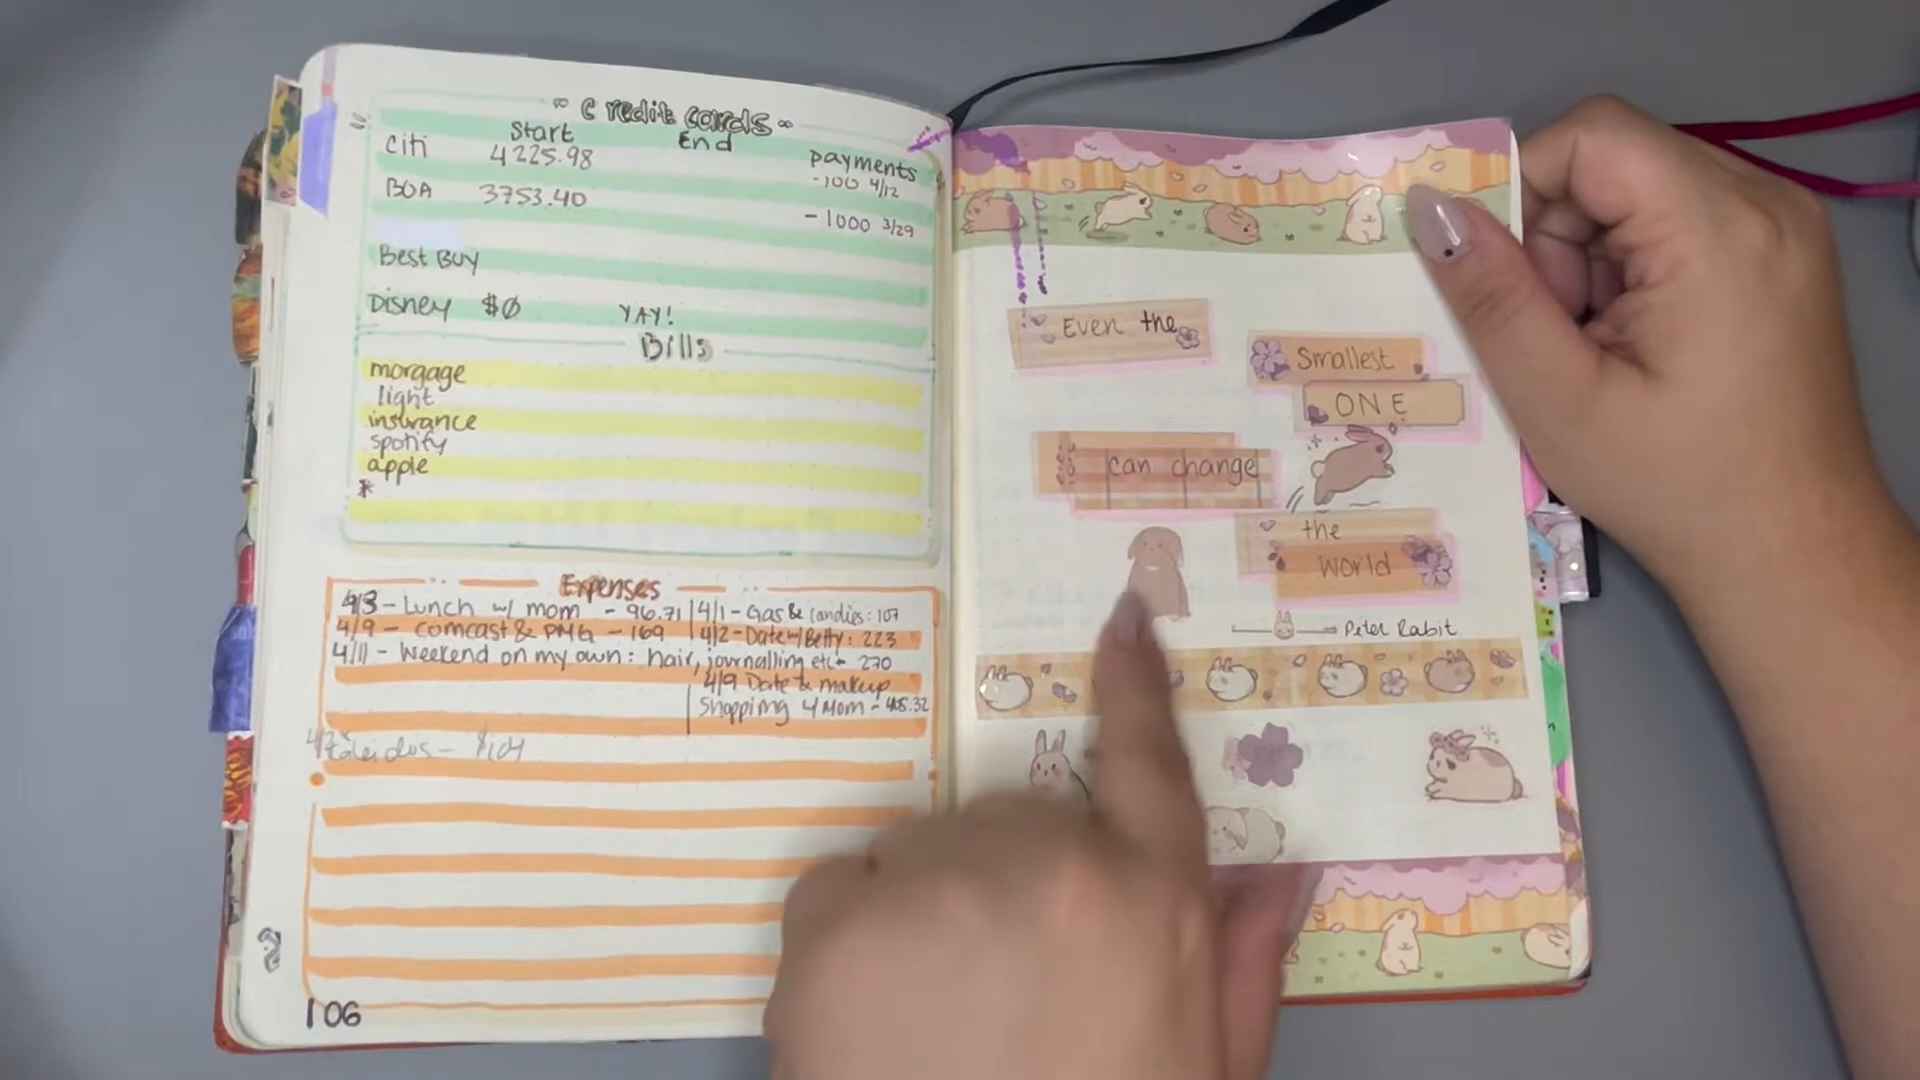 Credit cards
Start End payments
Citi 4225.98 -100 4/12
BOA 3753.40 - 1000 3/29
Best Buy
Disney $0 YAY!
Bills
morgage
light
insurance
spotify
apple
*
Expenses
4/3 - Lunch w/ mom - 96.71 | 4/1 - Gas & candies: 107
4/9 - comcast & PMG - 169 | 4/2 - Date w/ Betty: 223
4/11 - Weekend on my own: hair, journalling etc - 270
4/9 Date & makeup
Shopping 4 Mom -
106
Even the
Smallest
ONE
can change
the
World
Peter Rabit